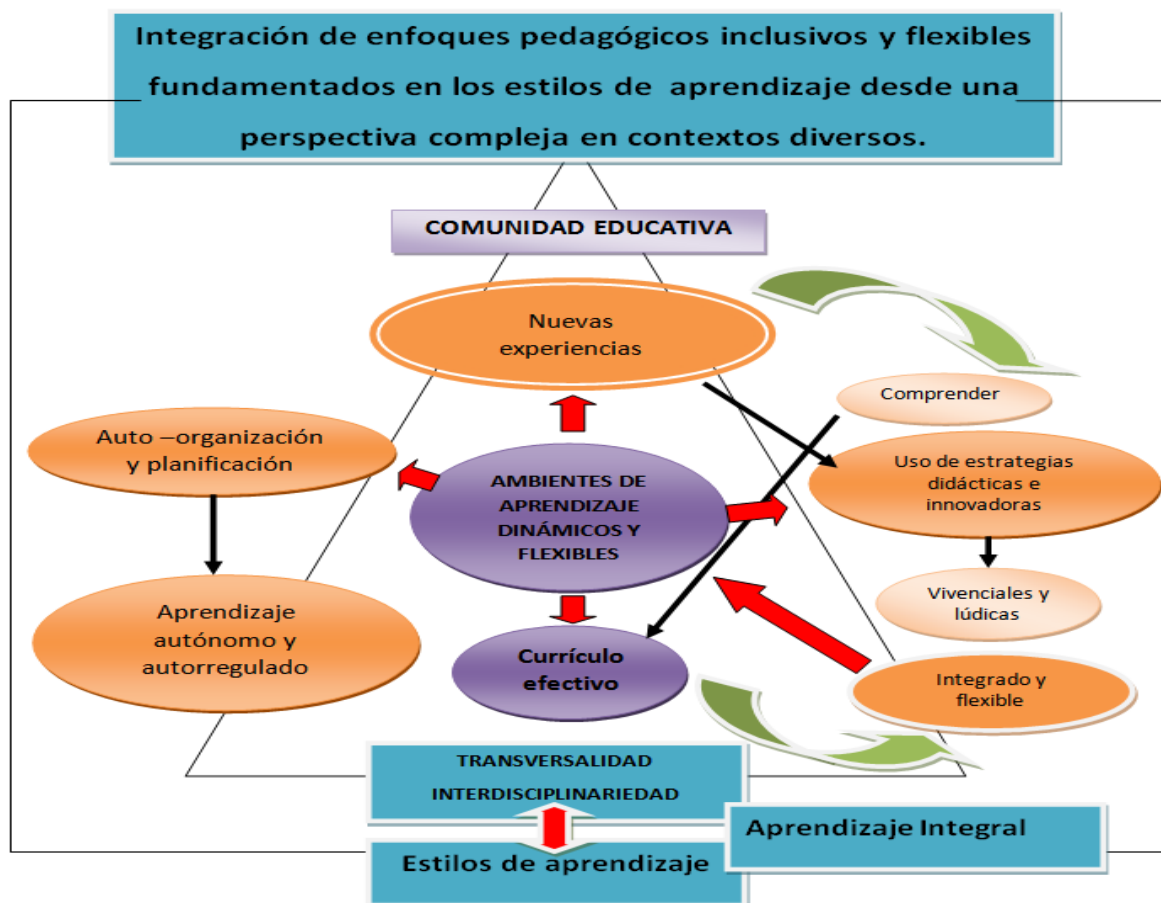 Integración de enfoques pedagógicos inclusivos y flexibles
fundamentados en los estilos de aprendizaje desde una
perspectiva compleja en contextos diversos.
COMUNIDAD EDUCATIVA
Nuevas
experiencias
Comprender
Auto –organización
y planificación
Uso de estrategias
didácticas e
innovadoras
AMBIENTES DE
APRENDIZAJE
DINÁMICOS Y
FLEXIBLES
Vivenciales y
lúdicas
Aprendizaje
autónomo y
autorregulado
Currículo
efectivo
Integrado y
flexible
TRANSVERSALIDAD
INTERDISCIPLINARIEDAD
Aprendizaje Integral
Estilos de aprendizaje